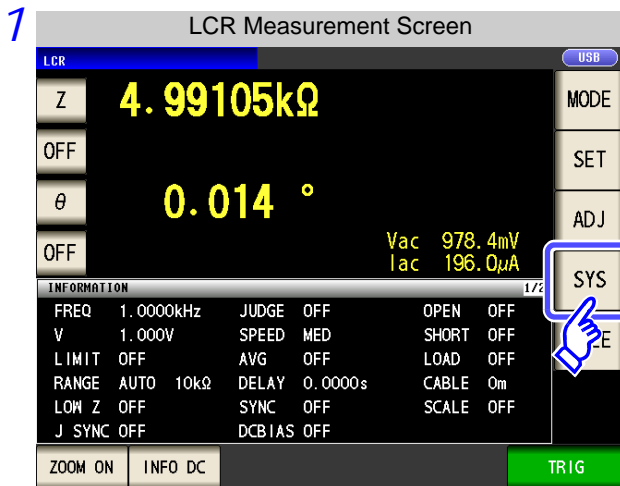 1
LCR Measurement Screen
LCR USB
Z 4.99105kΩ MODE
OFF SET
θ 0.014 ° ADJ
OFF Vac 978.4mV
Iac 196.0µA SYS
INFORMATION 1/2
FREQ 1.0000kHz JUDGE OFF OPEN OFF
V 1.000V SPEED MED SHORT OFF
LIMIT OFF AVG OFF LOAD OFF
RANGE AUTO 10kΩ DELAY 0.0000s CABLE 0m
LOW Z OFF SYNC OFF SCALE OFF
J SYNC OFF DCBIAS OFF
ZOOM ON INFO DC TRIG